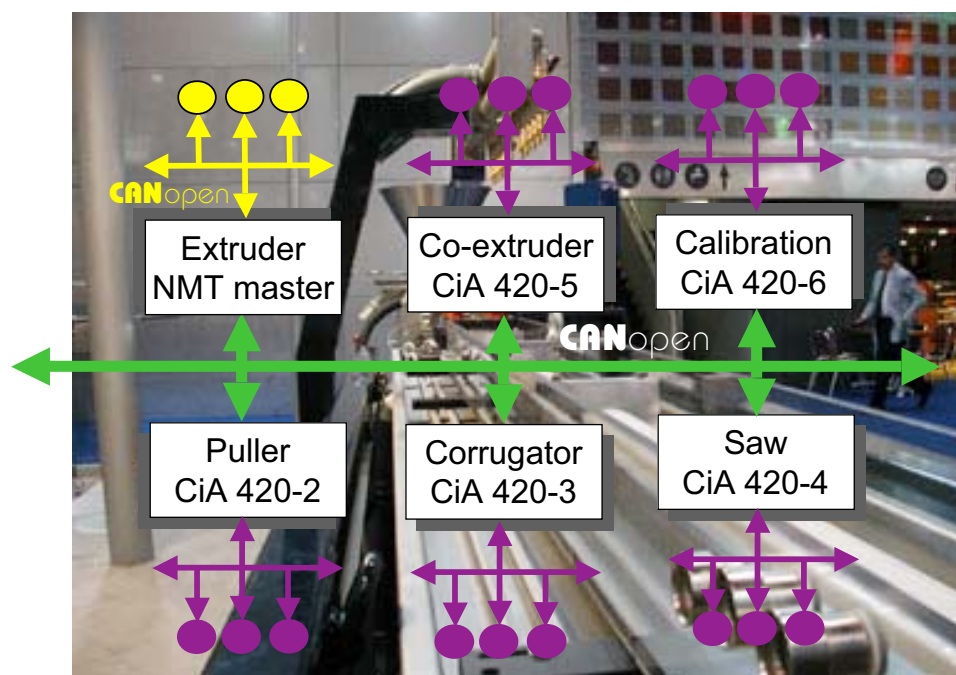 CANopen
Extruder
NMT master
Co-extruder
CiA 420-5
Calibration
CiA 420-6
CANopen
Puller
CiA 420-2
Corrugator
CiA 420-3
Saw
CiA 420-4